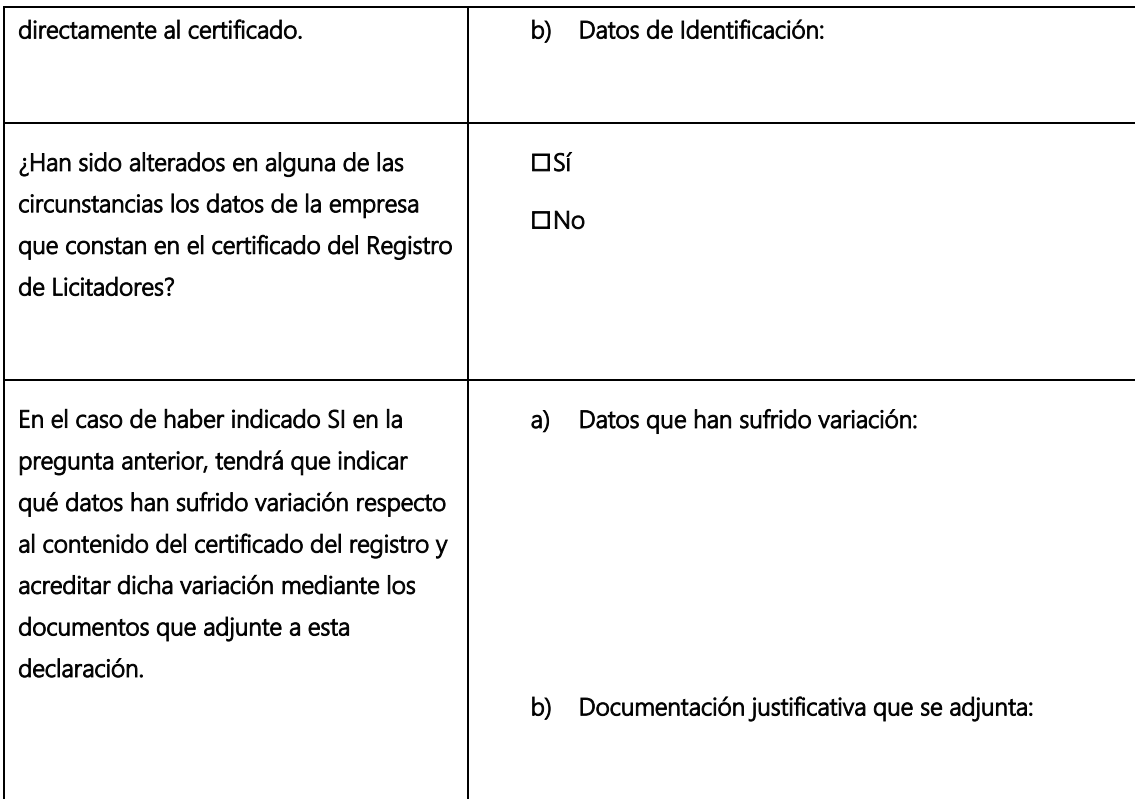 directamente al certificado.
b) Datos de Identificación:
¿Han sido alterados en alguna de las
circunstancias los datos de la empresa
que constan en el certificado del Registro
de Licitadores?
☐Sí
☐No
En el caso de haber indicado SI en la
pregunta anterior, tendrá que indicar
qué datos han sufrido variación respecto
al contenido del certificado del registro y
acreditar dicha variación mediante los
documentos que adjunte a esta
declaración.
a) Datos que han sufrido variación:
b) Documentación justificativa que se adjunta: